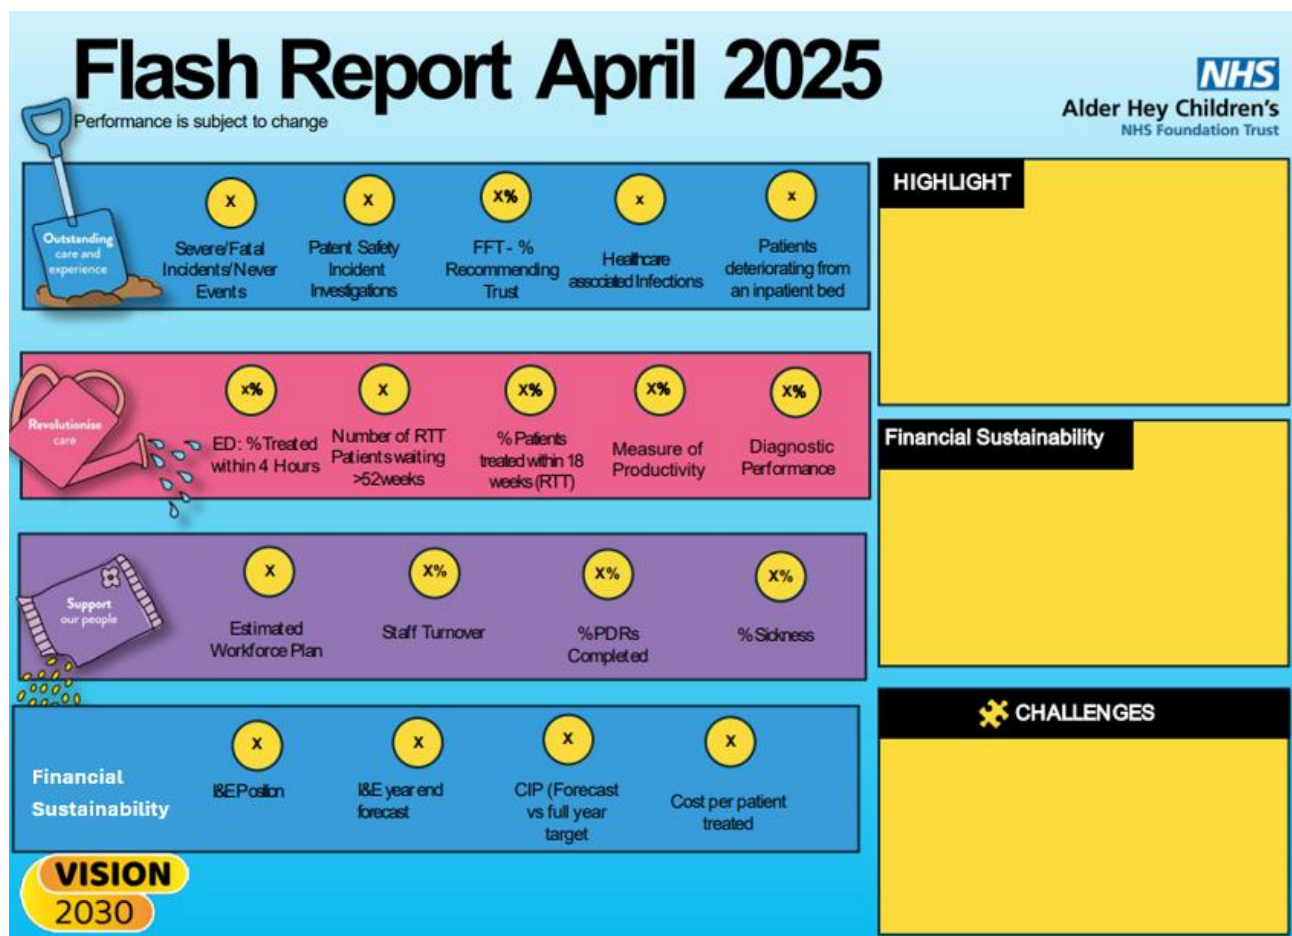 Flash Report April 2025
Performance is subject to change
NHS
Alder Hey Children's
NHS Foundation Trust
Outstanding
care and
experience
X
Severe/Fatal
Incidents/Never
Events
X
Patent Safety
Incident
Investigations
X%
FFT - %
Recommending
Trust
x
Healthcare
associated Infections
x
Patients
deteriorating from
an inpatient bed
HIGHLIGHT
Revolutionise
care
x%
ED: % Treated
within 4 Hours
X
Number of RTT
Patients waiting
>52weeks
X%
% Patients
treated within 18
weeks (RTT)
X%
Measure of
Productivity
X%
Diagnostic
Performance
Financial Sustainability
Support
our people
X
Estimated
Workforce Plan
X%
Staff Turnover
X%
%PDRs
Completed
X%
% Sickness
CHALLENGES
Financial
Sustainability
X
I&E Position
X
I&E year end
forecast
X
CIP (Forecast
vs full year
target
X
Cost per patient
treated
VISION
2030